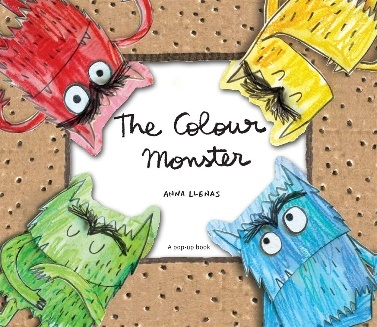 The Colour
Monster
ANNA LLENAS
A pop-up book